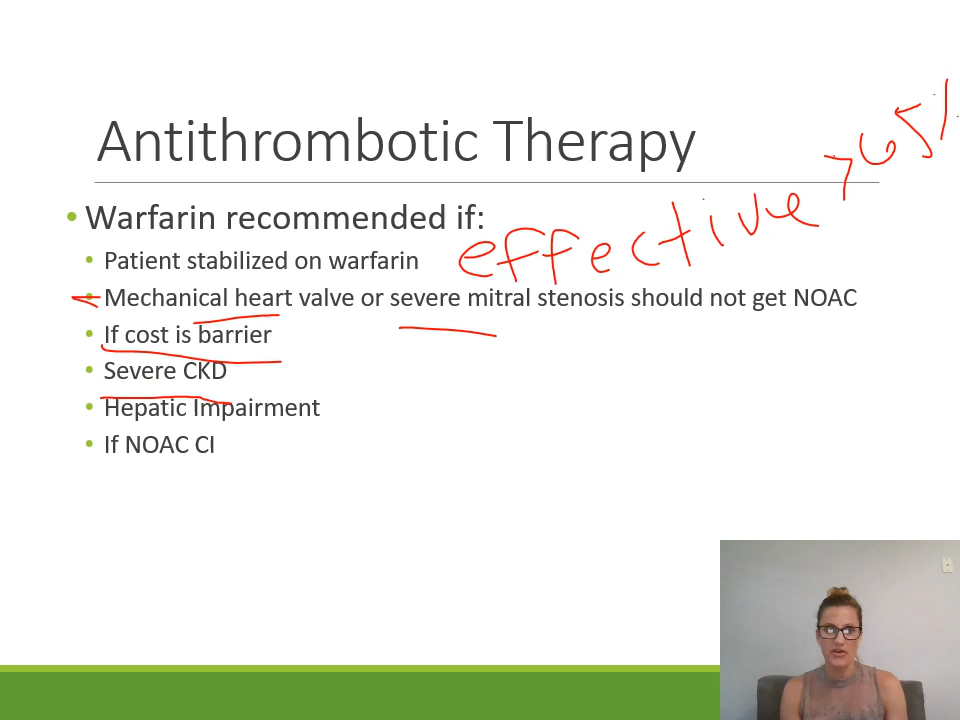 Antithrombotic Therapy
effective >65%
• Warfarin recommended if:
• Patient stabilized on warfarin
• Mechanical heart valve or severe mitral stenosis should not get NOAC
• If cost is barrier
• Severe CKD
• Hepatic Impairment
• If NOAC CI